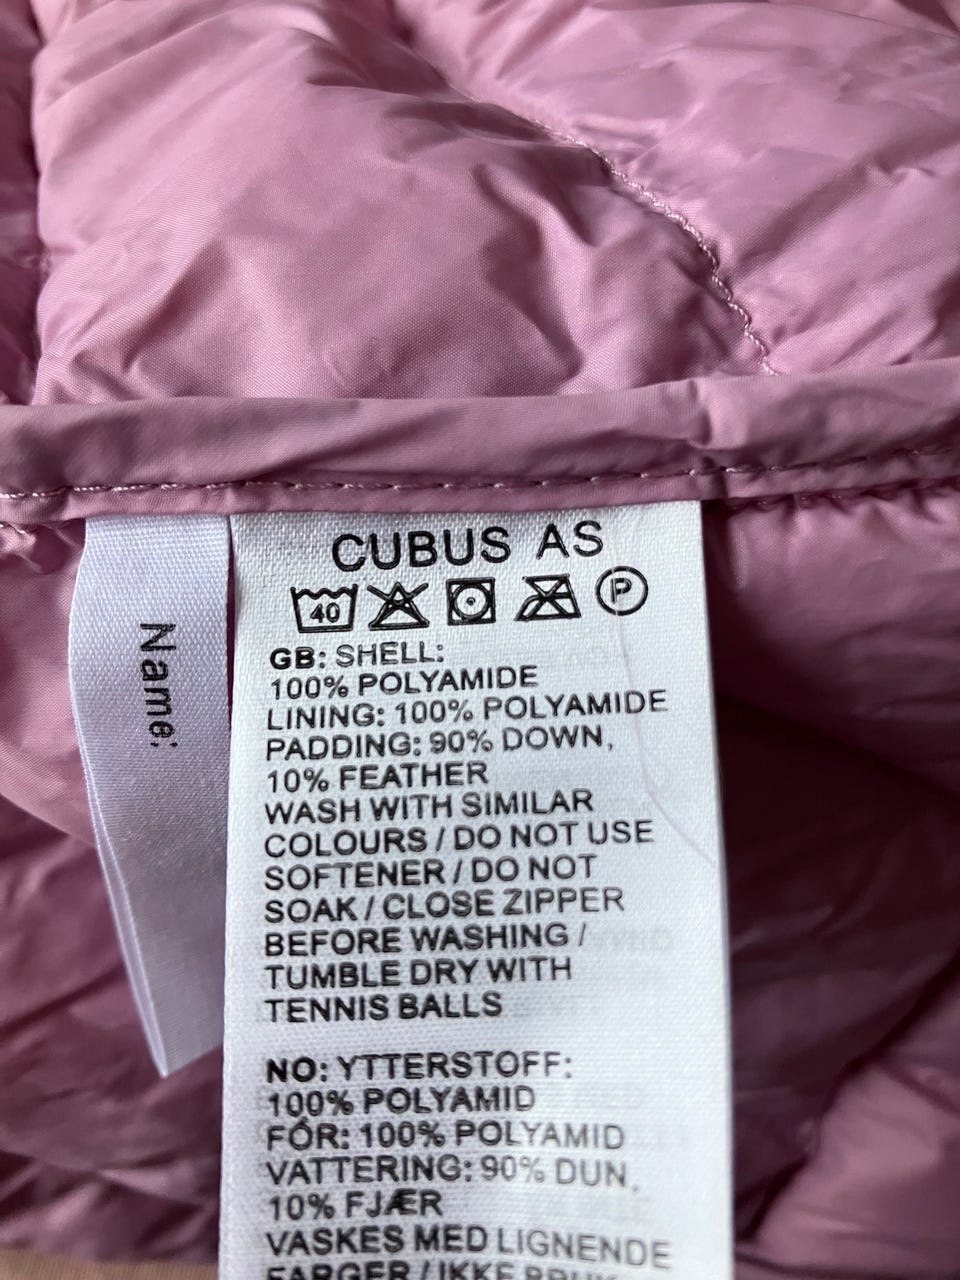 CUBUS AS
40 P
GB: SHELL:
100% POLYAMIDE
LINING: 100% POLYAMIDE
PADDING: 90% DOWN,
10% FEATHER
WASH WITH SIMILAR
COLOURS / DO NOT USE
SOFTENER / DO NOT
SOAK / CLOSE ZIPPER
BEFORE WASHING /
TUMBLE DRY WITH
TENNIS BALLS
NO: YTTERSTOFF:
100% POLYAMID
FÓR: 100% POLYAMID
VATTERING: 90% DUN,
10% FJÆR
VASKES MED LIGNENDE
FARGER / IKKE
Name: